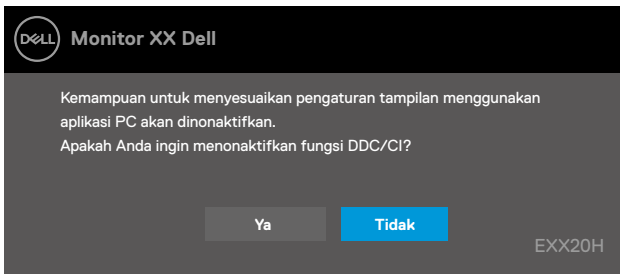 DELL Monitor XX Dell
Kemampuan untuk menyesuaikan pengaturan tampilan menggunakan
aplikasi PC akan dinonaktifkan.
Apakah Anda ingin menonaktifkan fungsi DDC/CI?
Ya Tidak
EXX20H